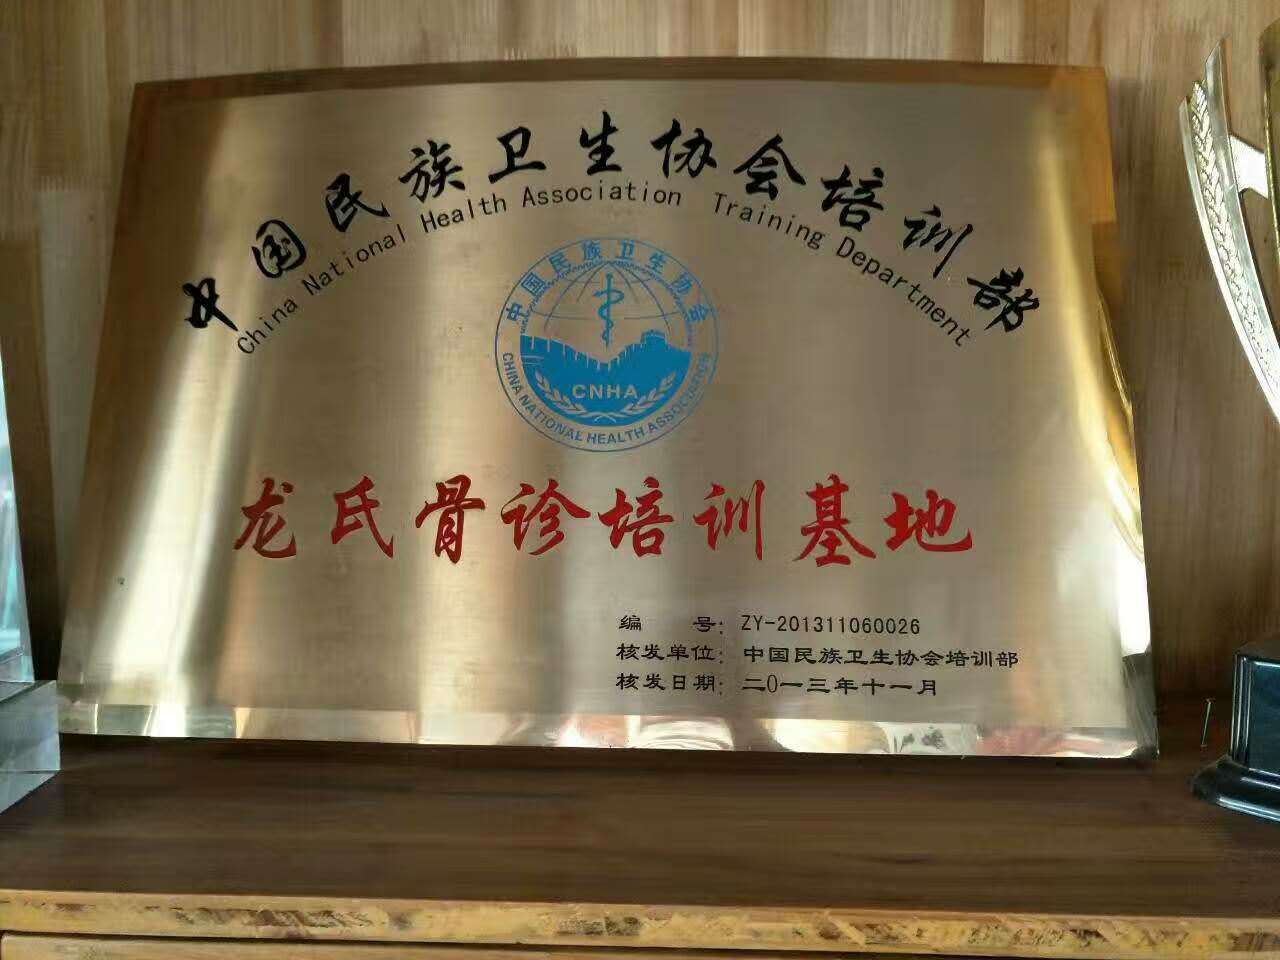 中国民族卫生协会培训部
China National Health Association Training Department
中国民族卫生协会
CNHA
CHINA NATIONAL HEALTH ASSOCIATION
龙氏骨诊培训基地
编 号：ZY-201311060026
核发单位：中国民族卫生协会培训部
核发日期：二0一三年十一月